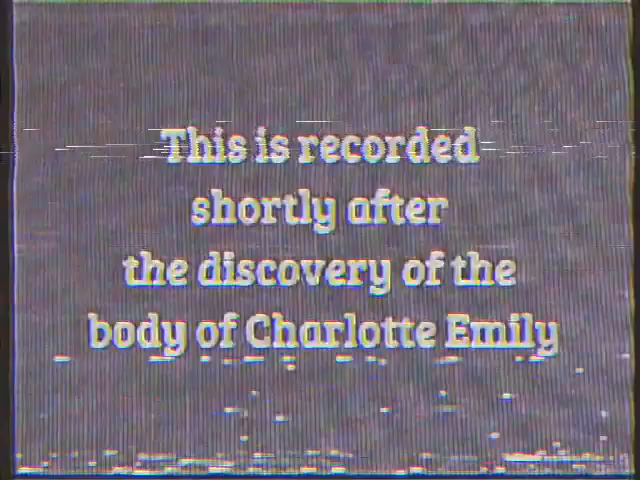 This is recorded
shortly after
the discovery of the
body of Charlotte Emily